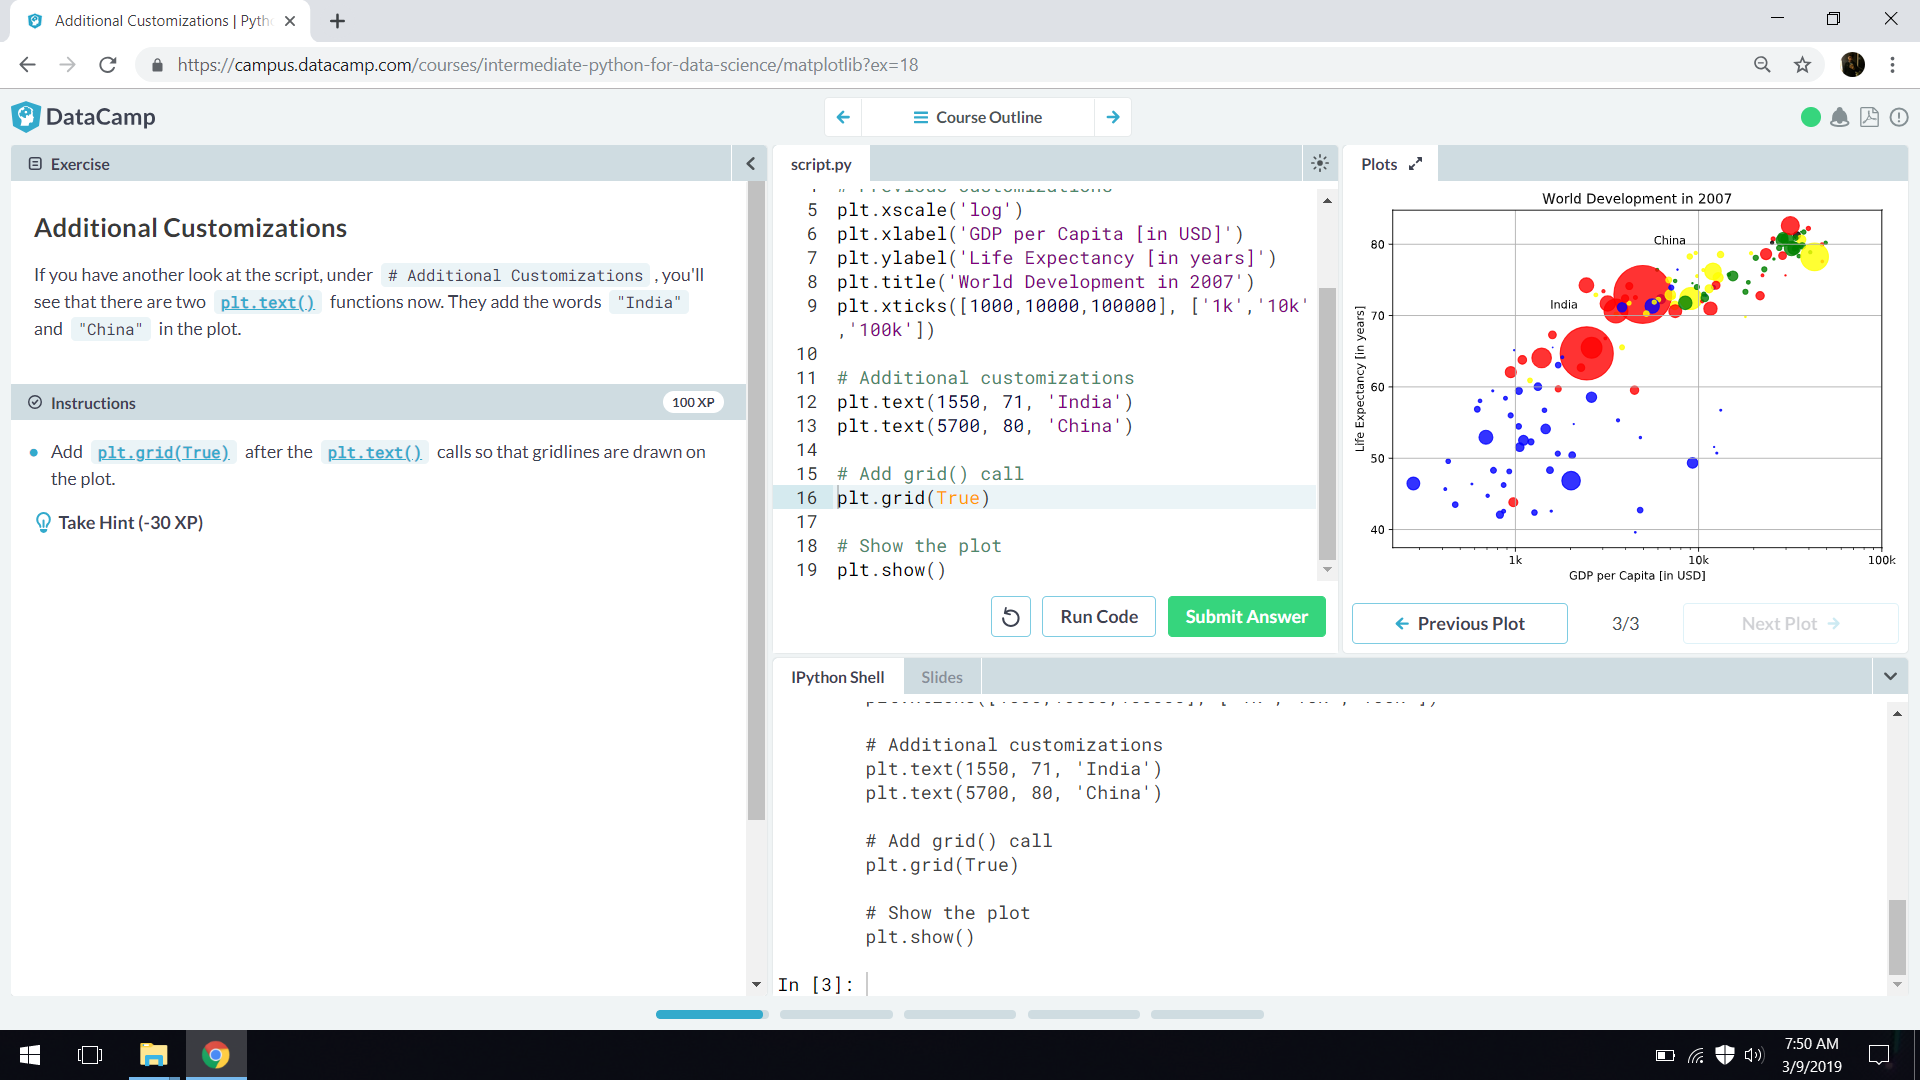 Additional Customizations | Pyth
https://campus.datacamp.com/courses/intermediate-python-for-data-science/matplotlib?ex=18
DataCamp
Course Outline
Exercise
Additional Customizations
If you have another look at the script, under # Additional Customizations , you'll
see that there are two plt.text() functions now. They add the words "India"
and "China" in the plot.
Instructions
100 XP
Add plt.grid(True) after the plt.text() calls so that gridlines are drawn on
the plot.
Take Hint (-30 XP)
script.py
5 plt.xscale('log')
6 plt.xlabel('GDP per Capita [in USD]')
7 plt.ylabel('Life Expectancy [in years]')
8 plt.title('World Development in 2007')
9 plt.xticks([1000,10000,100000], ['1k','10k'
,'100k'])
10
11 # Additional customizations
12 plt.text(1550, 71, 'India')
13 plt.text(5700, 80, 'China')
14
15 # Add grid() call
16 plt.grid(True)
17
18 # Show the plot
19 plt.show()
Run Code
Submit Answer
Plots
World Development in 2007
China
India
Life Expectancy [in years]
80
70
60
50
40
1k 10k 100k
GDP per Capita [in USD]
Previous Plot
3/3
Next Plot
IPython Shell
Slides
# Additional customizations
plt.text(1550, 71, 'India')
plt.text(5700, 80, 'China')
# Add grid() call
plt.grid(True)
# Show the plot
plt.show()
In [3]:
7:50 AM
3/9/2019